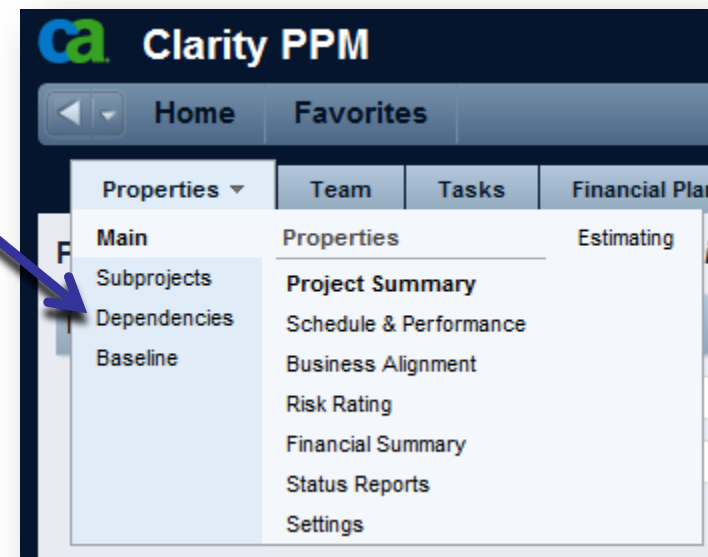 ca Clarity PPM
Home Favorites
Properties Team Tasks Financial
Main Properties Estimating
Subprojects Project Summary
Dependencies Schedule & Performance
Baseline Business Alignment
Risk Rating
Financial Summary
Status Reports
Settings